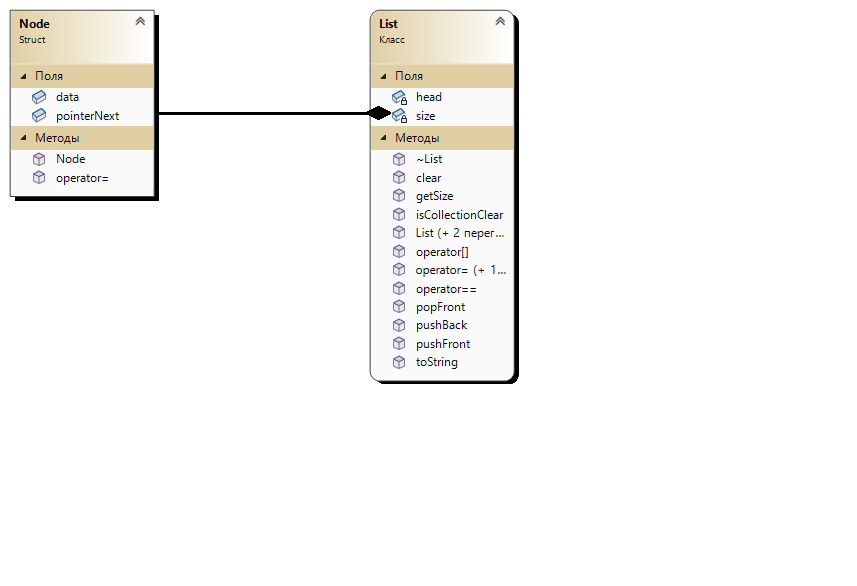 Node
Struct
Поля
data
pointerNext
Методы
Node
operator=
List
Класс
Поля
head
size
Методы
~List
clear
getSize
isCollectionClear
List (+ 2 перег...
operator[]
operator= (+ 1...
operator==
popFront
pushBack
pushFront
toString